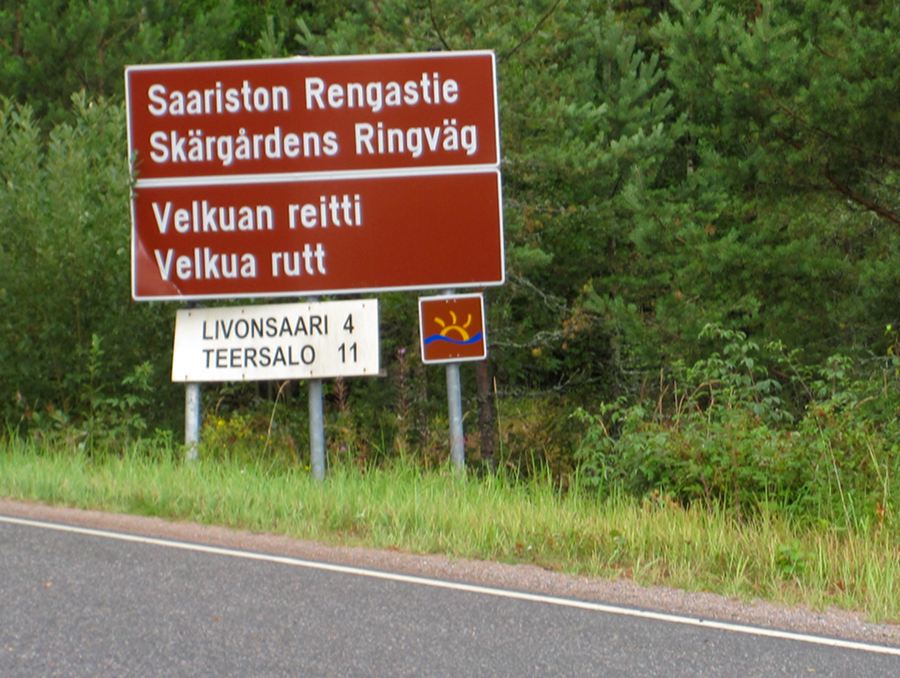 Saariston Rengastie
Skärgårdens Ringväg
Velkuan reitti
Velkua rutt
LIVONSAARI 4
TEERSALO 11